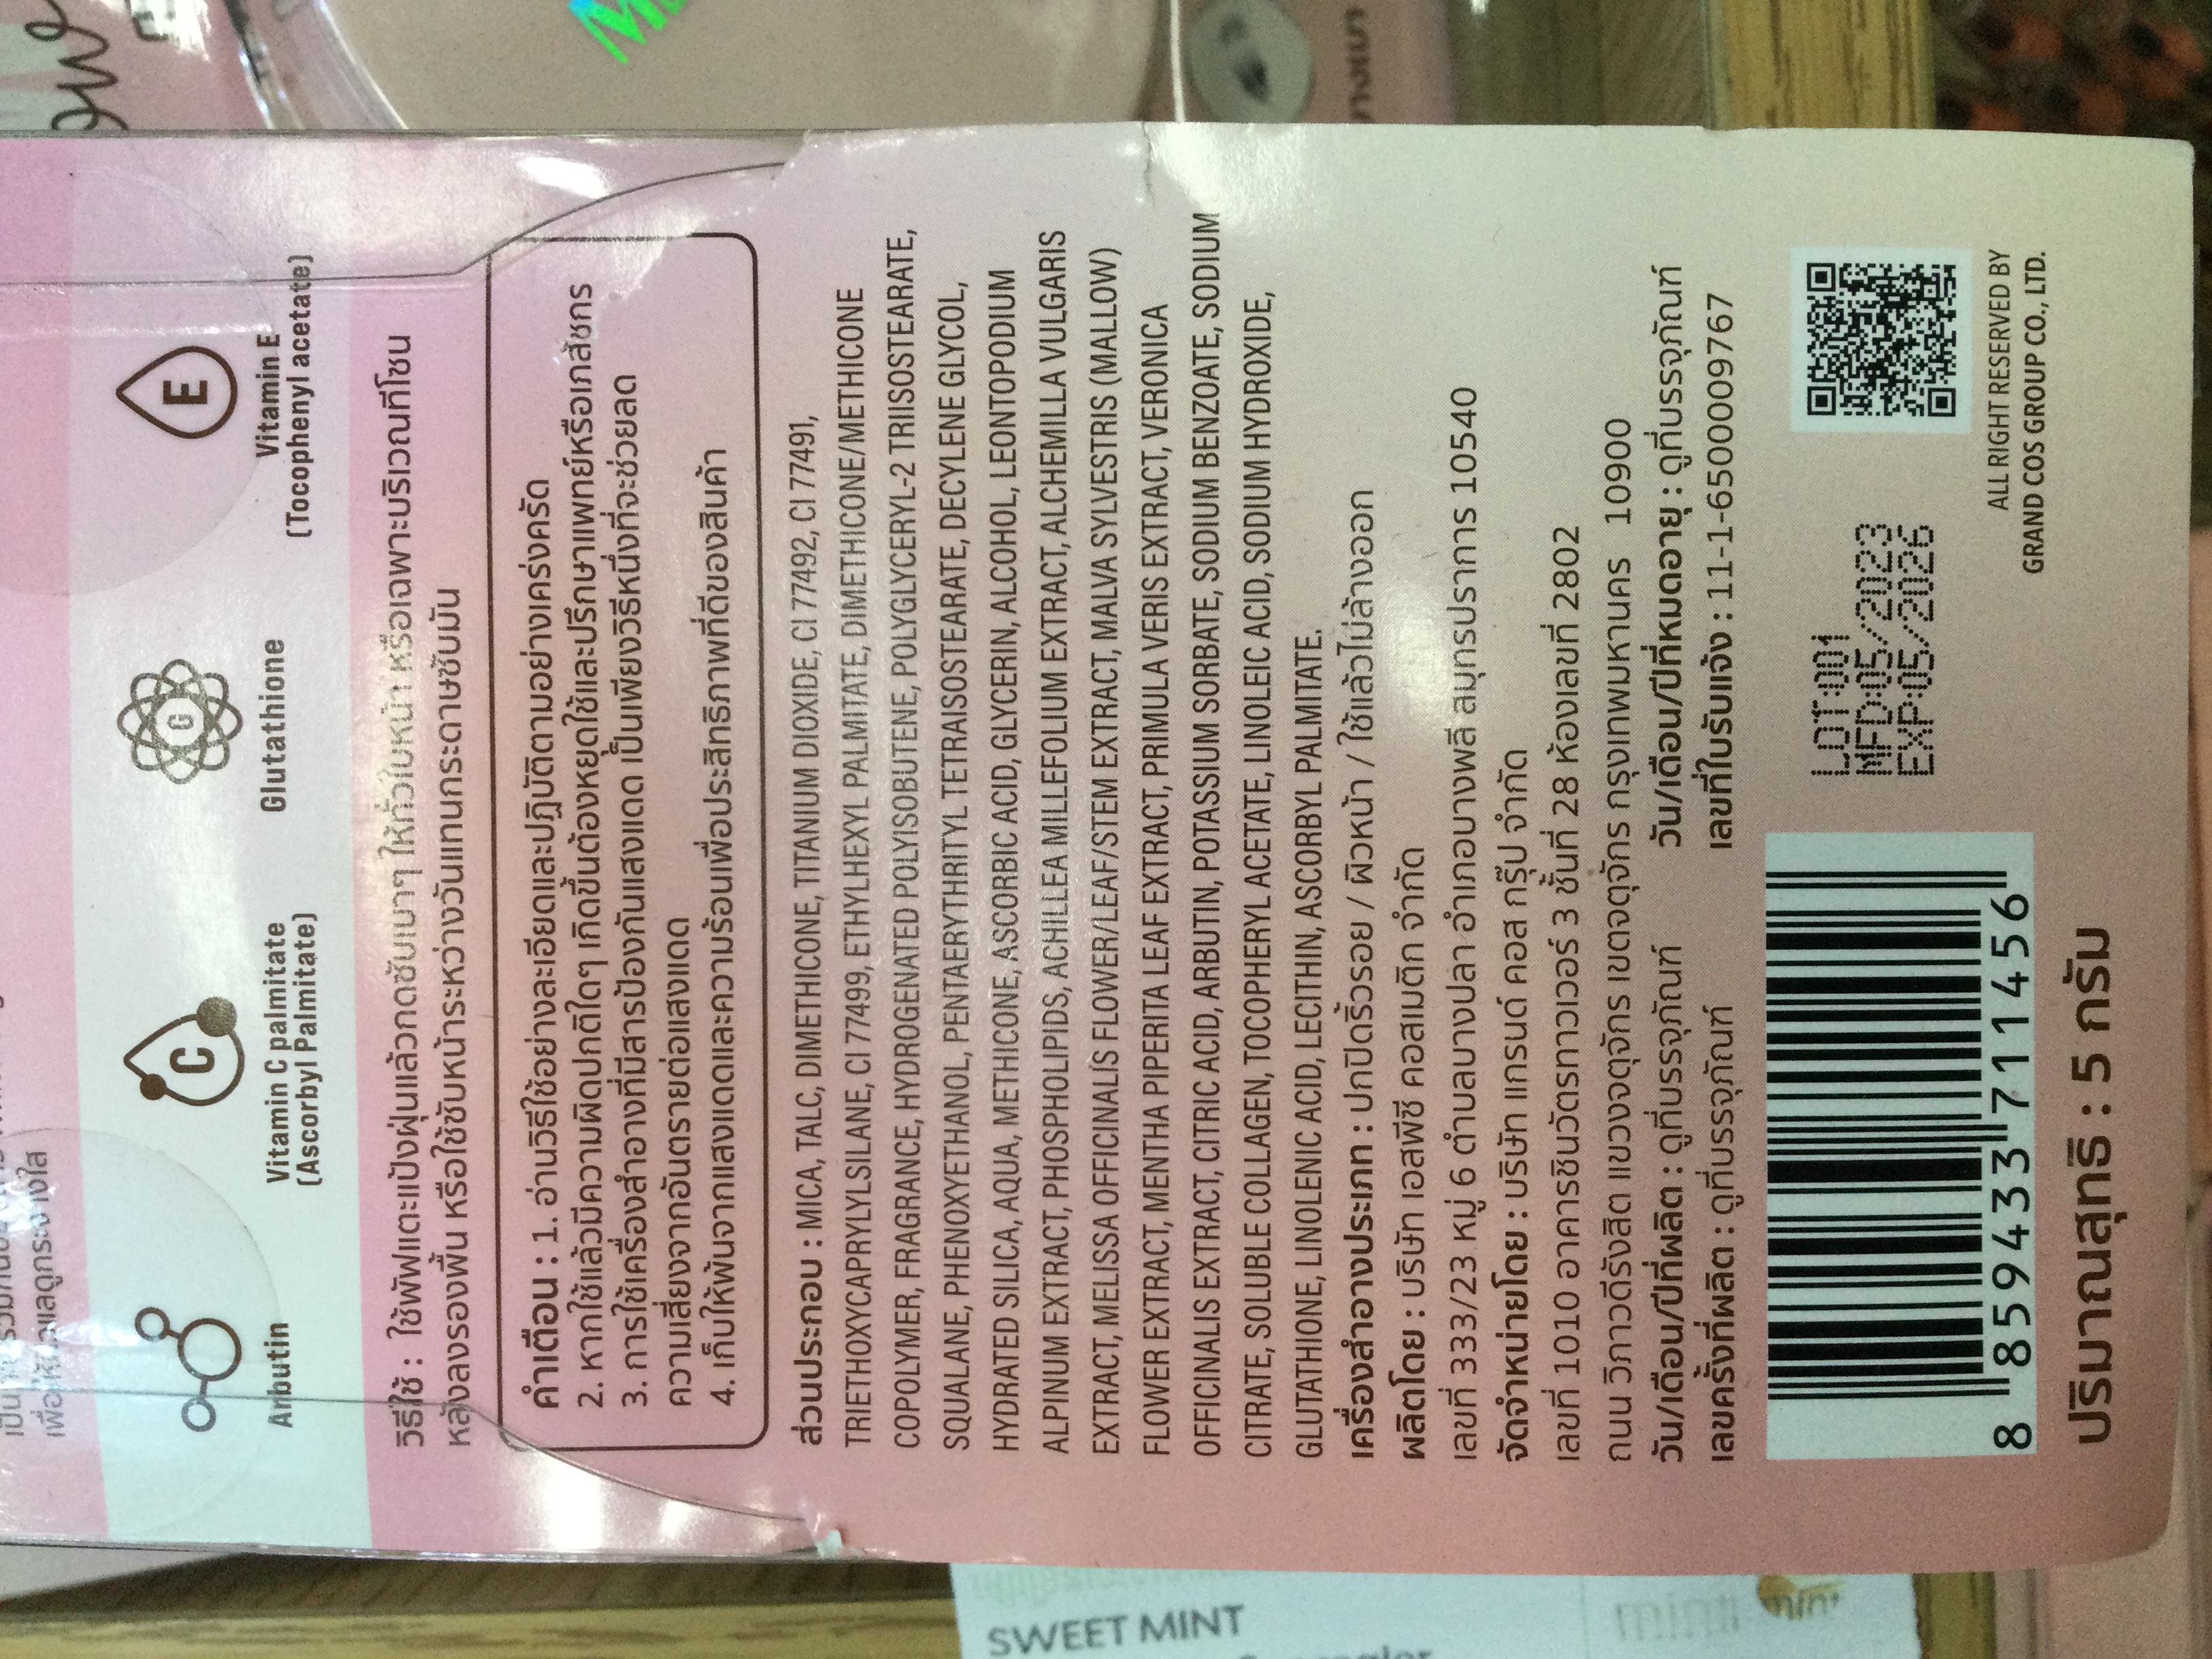 เพื่อให้ผิวแลดูกระจ่างใส
Arbutin
Vitamin C palmitate
(Ascorbyl Palmitate)
Glutathione
Vitamin E
(Tocophenyl acetate)
C
G
E
วิธีใช้ : ใช้พัฟแตะแป้งฝุ่นแล้วกดซับเบาๆ ให้ทั่วใบหน้า หรือเฉพาะบริเวณทีโซน
หลังลงรองพื้น หรือใช้ซับหน้าระหว่างวันแทนกระดาษซับมัน
คำเตือน : 1. อ่านวิธีใช้อย่างละเอียดและปฏิบัติตามอย่างเคร่งครัด
2. หากใช้แล้วมีความผิดปกติใดๆ เกิดขึ้นต้องหยุดใช้และปรึกษาแพทย์หรือเภสัชกร
3. การใช้เครื่องสำอางที่มีสารป้องกันแสงแดด เป็นเพียงวิธีหนึ่งที่จะช่วยลด
ความเสี่ยงจากอันตรายต่อแสงแดด
4. เก็บให้พ้นจากแสงแดดและความร้อนเพื่อประสิทธิภาพที่ดีของสินค้า
ส่วนประกอบ : MICA, TALC, DIMETHICONE, TITANIUM DIOXIDE, CI 77492, CI 77491,
TRIETHOXYCAPRYLYLSILANE, CI 77499, ETHYLHEXYL PALMITATE, DIMETHICONE/METHICONE
COPOLYMER, FRAGRANCE, HYDROGENATED POLYISOBUTENE, POLYGLYCERYL-2 TRIISOSTEARATE,
SQUALANE, PHENOXYETHANOL, PENTAERYTHRITYL TETRAISOSTEARATE, DECYLENE GLYCOL,
HYDRATED SILICA, AQUA, METHICONE, ASCORBIC ACID, GLYCERIN, ALCOHOL, LEONTOPODIUM
ALPINUM EXTRACT, PHOSPHOLIPIDS, ACHILLEA MILLEFOLIUM EXTRACT, ALCHEMILLA VULGARIS
EXTRACT, MELISSA OFFICINALIS FLOWER/LEAF/STEM EXTRACT, MALVA SYLVESTRIS (MALLOW)
FLOWER EXTRACT, MENTHA PIPERITA LEAF EXTRACT, PRIMULA VERIS EXTRACT, VERONICA
OFFICINALIS EXTRACT, CITRIC ACID, ARBUTIN, POTASSIUM SORBATE, SODIUM BENZOATE, SODIUM
CITRATE, SOLUBLE COLLAGEN, TOCOPHERYL ACETATE, LINOLEIC ACID, SODIUM HYDROXIDE,
GLUTATHIONE, LINOLENIC ACID, LECITHIN, ASCORBYL PALMITATE.
เครื่องสำอางประเภท : ปกปิดริ้วรอย / ผิวหน้า / ใช้แล้วไม่ล้างออก
ผลิตโดย : บริษัท เอสพีซี คอสเมติก จำกัด
เลขที่ 333/23 หมู่ 6 ตำบลบางปลา อำเภอบางพลี สมุทรปราการ 10540
จัดจำหน่ายโดย : บริษัท แกรนด์ คอส กรุ๊ป จำกัด
เลขที่ 1010 อาคารชินวัตรทาวเวอร์ 3 ชั้นที่ 28 ห้องเลขที่ 2802
ถนน วิภาวดีรังสิต แขวงจตุจักร เขตจตุจักร กรุงเทพมหานคร 10900
วัน/เดือน/ปีที่ผลิต : ดูที่บรรจุภัณฑ์ วัน/เดือน/ปีที่หมดอายุ : ดูที่บรรจุภัณฑ์
เลขครั้งที่ผลิต : ดูที่บรรจุภัณฑ์ เลขที่ใบรับแจ้ง : 11-1-6500009767
LOT:001
MFD:05/2023
EXP:05/2026
8 859433 711456
ALL RIGHT RESERVED BY
GRAND COS GROUP CO., LTD.
ปริมาณสุทธิ : 5 กรัม
SWEET MINT